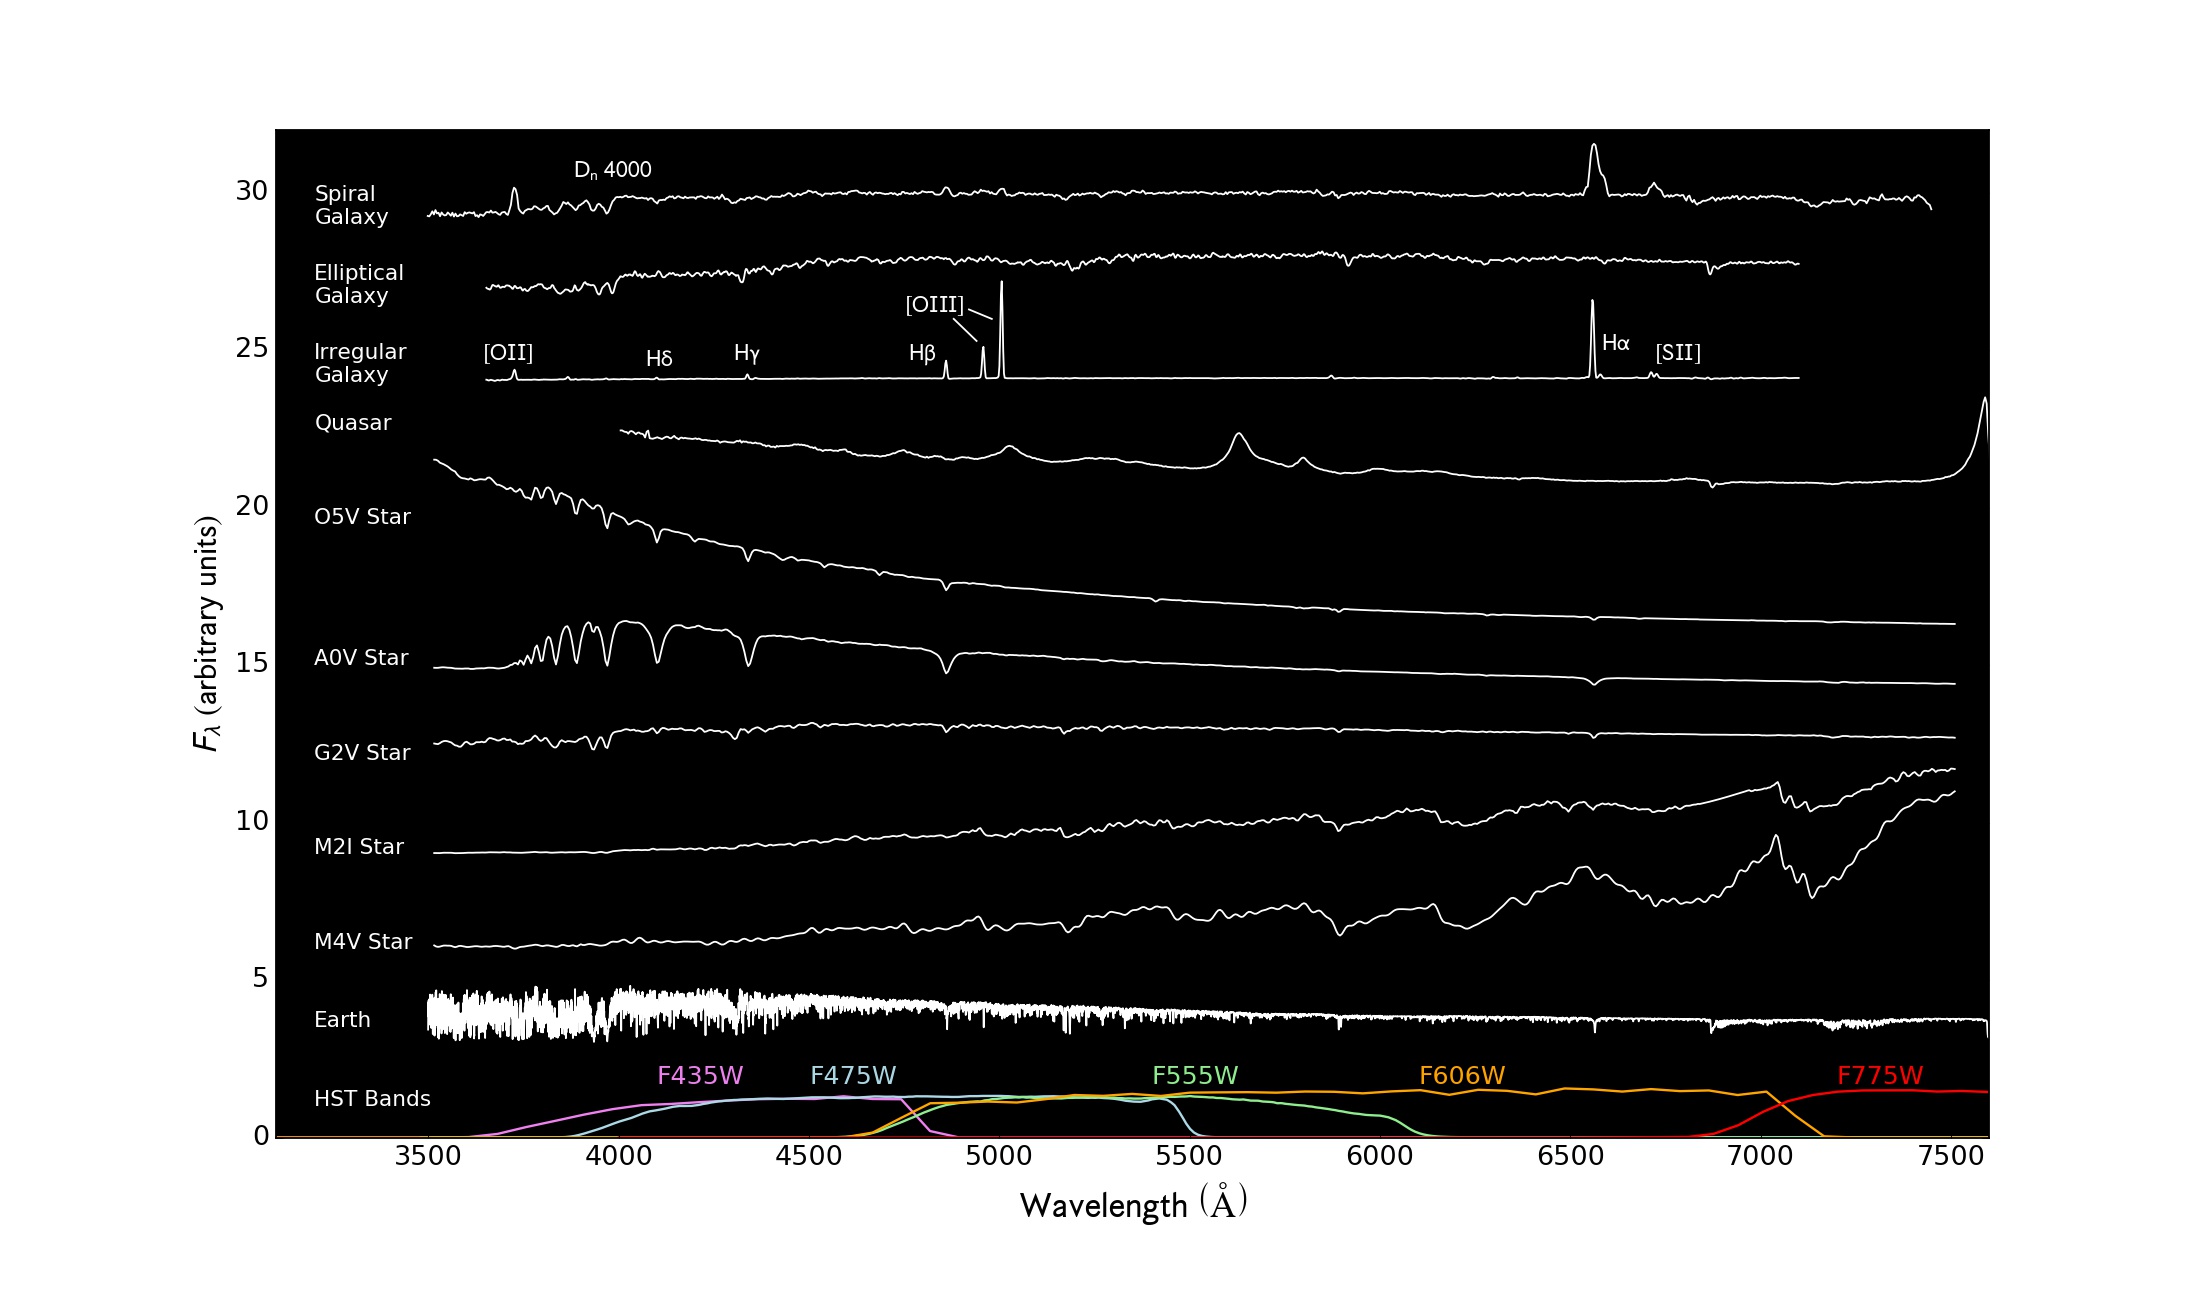 30
D_n 4000
Spiral
Galaxy
Elliptical
Galaxy
[OIII]
25
Irregular
Galaxy
[OII]
Hδ
Hγ
Hβ
Hα
[SII]
Quasar
20
O5V Star
15
A0V Star
G2V Star
10
M2I Star
M4V Star
5
Earth
F435W
F475W
F555W
F606W
F775W
HST Bands
0
3500 4000 4500 5000 5500 6000 6500 7000 7500
Wavelength (Å)
F_λ (arbitrary units)